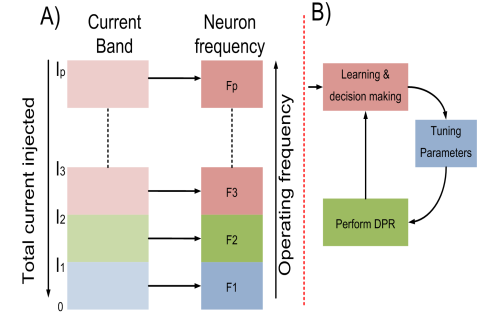 A)
Current
Band
Neuron
frequency
B)
Total current injected
Ip
I3
I2
I1
0
Fp
F3
F2
F1
Operating frequency
Learning &
decision making
Tuning
Parameters
Perform DPR